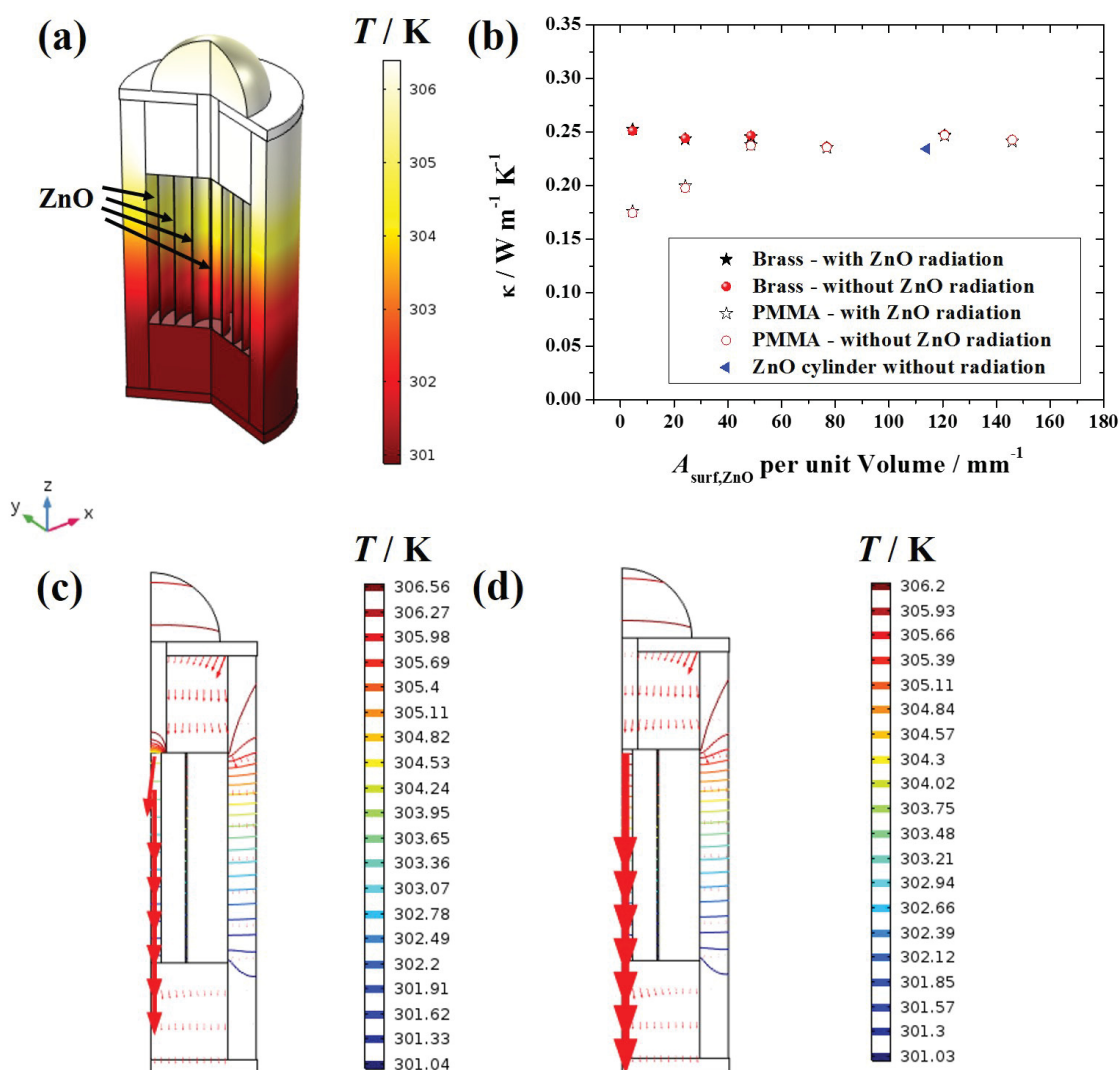 (a)
T / K
306
305
304
303
302
301
ZnO
z
y
x
(b)
0.35
0.30
0.25
0.20
0.15
0.10
0.05
0.00
κ / W m⁻¹ K⁻¹
Brass - with ZnO radiation
Brass - without ZnO radiation
PMMA - with ZnO radiation
PMMA - without ZnO radiation
ZnO cylinder without radiation
0 20 40 60 80 100 120 140 160 180
A_surf,ZnO per unit Volume / mm⁻¹
(c)
T / K
306.56
306.27
305.98
305.69
305.4
305.11
304.82
304.53
304.24
303.95
303.65
303.36
303.07
302.78
302.49
302.2
301.91
301.62
301.33
301.04
(d)
T / K
306.2
305.93
305.66
305.39
305.11
304.84
304.57
304.3
304.02
303.75
303.48
303.21
302.94
302.66
302.39
302.12
301.85
301.57
301.3
301.03